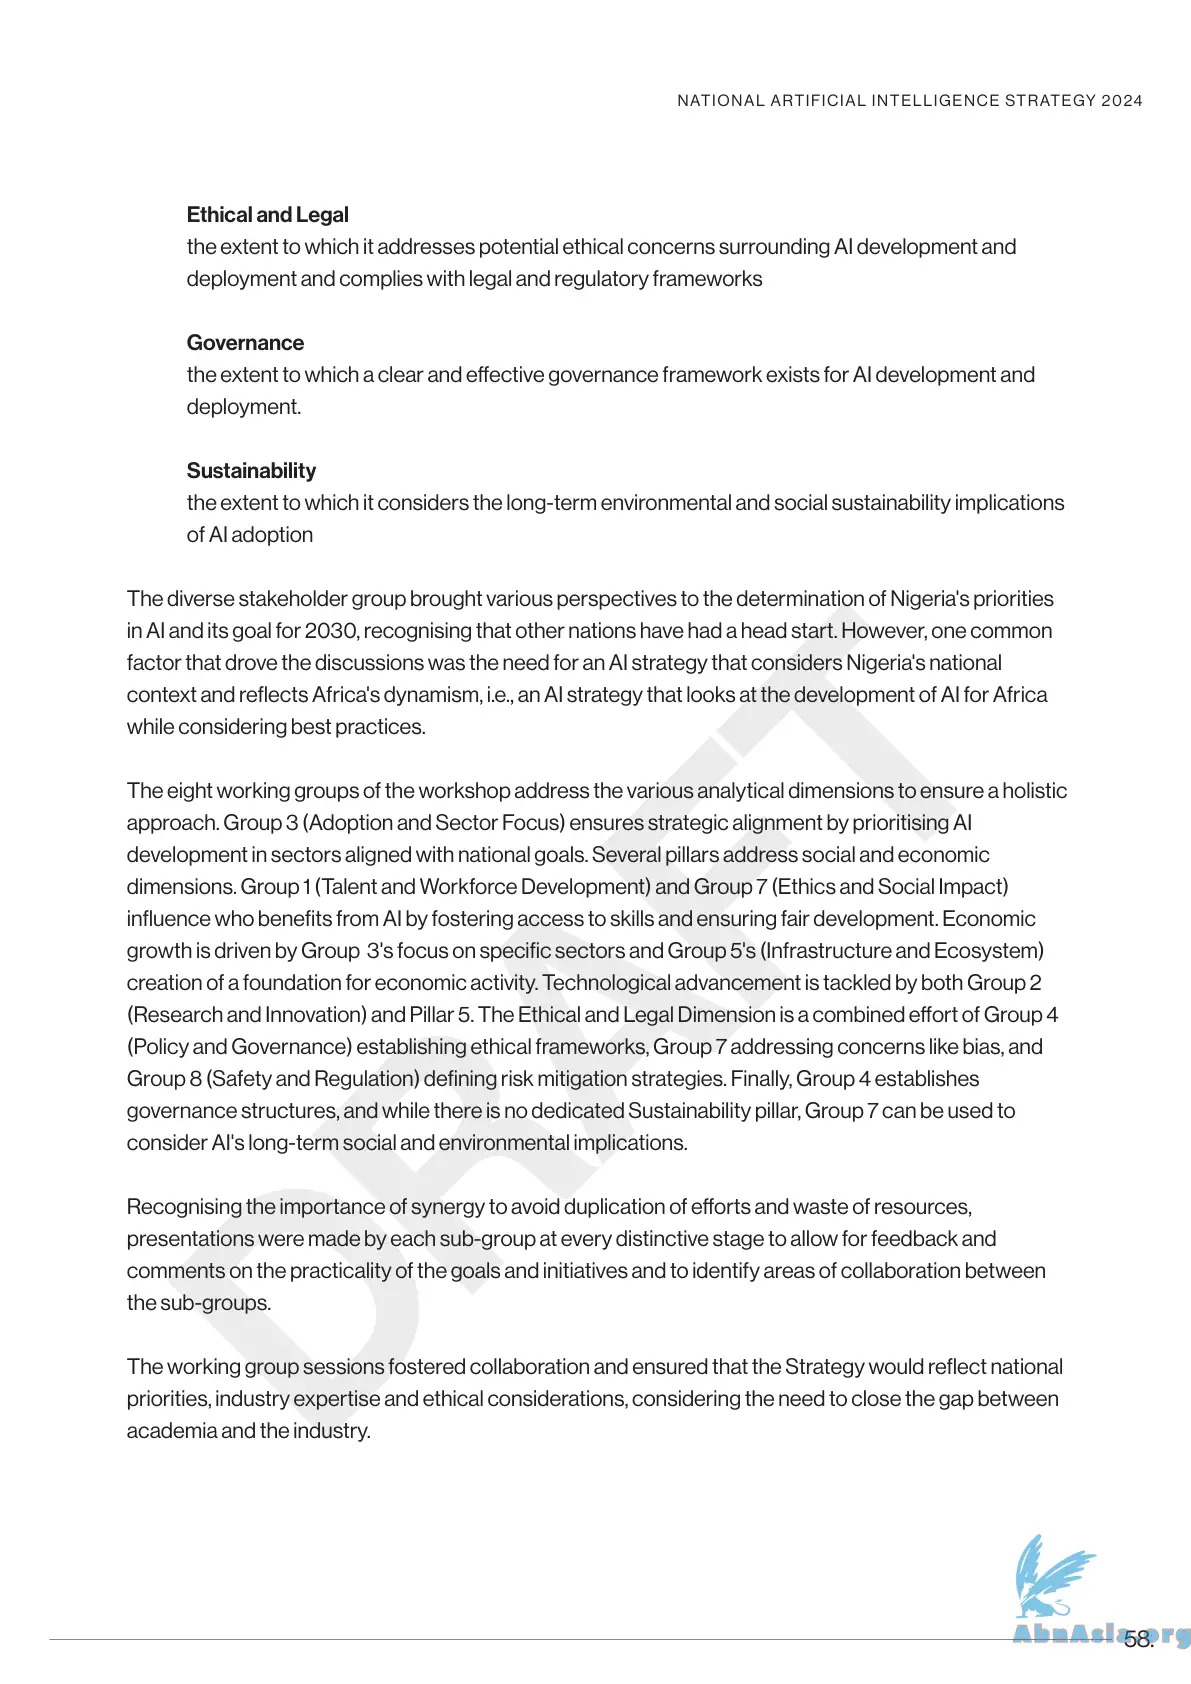 NATIONAL ARTIFICIAL INTELLIGENCE STRATEGY 2024
Ethical and Legal
the extent to which it addresses potential ethical concerns surrounding AI development and
deployment and complies with legal and regulatory frameworks
Governance
the extent to which a clear and effective governance framework exists for AI development and
deployment.
Sustainability
the extent to which it considers the long-term environmental and social sustainability implications
of AI adoption
The diverse stakeholder group brought various perspectives to the determination of Nigeria's priorities
in AI and its goal for 2030, recognising that other nations have had a head start. However, one common
factor that drove the discussions was the need for an AI strategy that considers Nigeria's national
context and reflects Africa's dynamism, i.e., an AI strategy that looks at the development of AI for Africa
while considering best practices.
The eight working groups of the workshop address the various analytical dimensions to ensure a holistic
approach. Group 3 (Adoption and Sector Focus) ensures strategic alignment by prioritising AI
development in sectors aligned with national goals. Several pillars address social and economic
dimensions. Group 1 (Talent and Workforce Development) and Group 7 (Ethics and Social Impact)
influence who benefits from AI by fostering access to skills and ensuring fair development. Economic
growth is driven by Group 3's focus on specific sectors and Group 5's (Infrastructure and Ecosystem)
creation of a foundation for economic activity. Technological advancement is tackled by both Group 2
(Research and Innovation) and Pillar 5. The Ethical and Legal Dimension is a combined effort of Group 4
(Policy and Governance) establishing ethical frameworks, Group 7 addressing concerns like bias, and
Group 8 (Safety and Regulation) defining risk mitigation strategies. Finally, Group 4 establishes
governance structures, and while there is no dedicated Sustainability pillar, Group 7 can be used to
consider AI's long-term social and environmental implications.
Recognising the importance of synergy to avoid duplication of efforts and waste of resources,
presentations were made by each sub-group at every distinctive stage to allow for feedback and
comments on the practicality of the goals and initiatives and to identify areas of collaboration between
the sub-groups.
The working group sessions fostered collaboration and ensured that the Strategy would reflect national
priorities, industry expertise and ethical considerations, considering the need to close the gap between
academia and the industry.
DRAFT
AbnAsia.org
58.